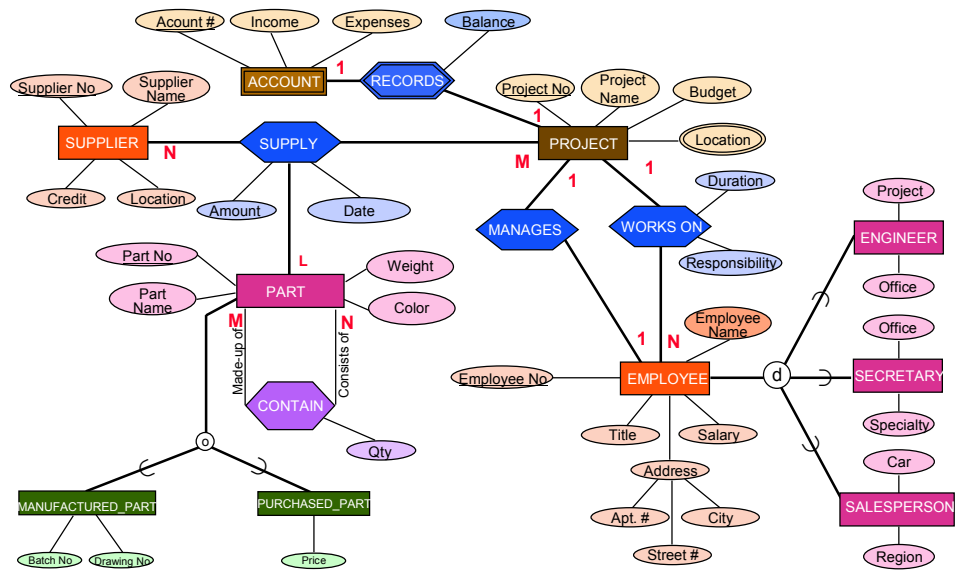 Acount #
Income
Expenses
Balance
ACCOUNT
1
RECORDS
Supplier No
Supplier
Name
Project No
Project
Name
Budget
1
SUPPLIER
N
SUPPLY
M
PROJECT
Location
1
1
Credit
Location
Amount
Date
MANAGES
WORKS ON
Duration
Responsibility
Project
ENGINEER
Office
Part No
Part
Name
L
PART
Weight
Color
M
N
Made-up of
Consists of
CONTAIN
Qty
Employee
Name
1
N
Employee No
EMPLOYEE
d
Office
SECRETARY
Specialty
Title
Salary
Address
Apt. #
City
Street #
Car
SALESPERSON
Region
o
MANUFACTURED_PART
PURCHASED_PART
Batch No
Drawing No
Price